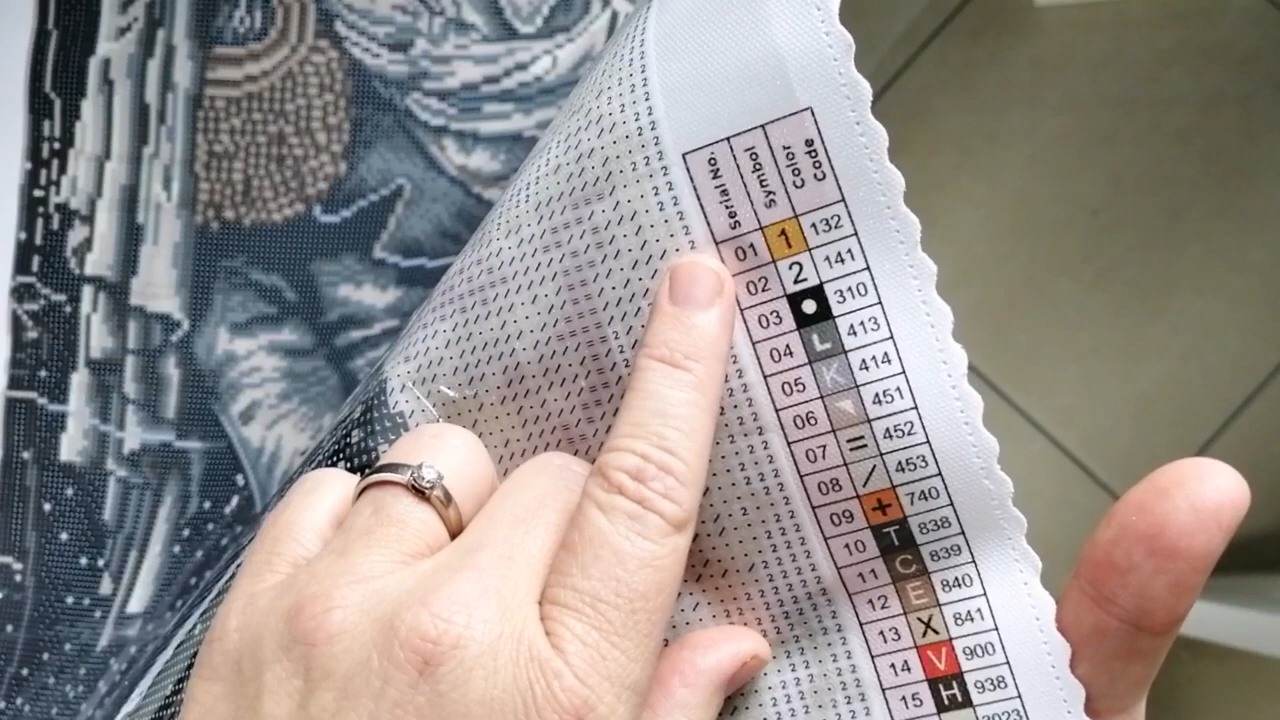 Serial No. Symbol Color Code
01 1 132
02 2 141
03 ● 310
04 L 413
05 K 414
06 ◥ 451
07 = 452
08 / 453
09 + 740
10 T 838
11 C 839
12 E 840
13 X 841
14 V 900
15 H 938
3023